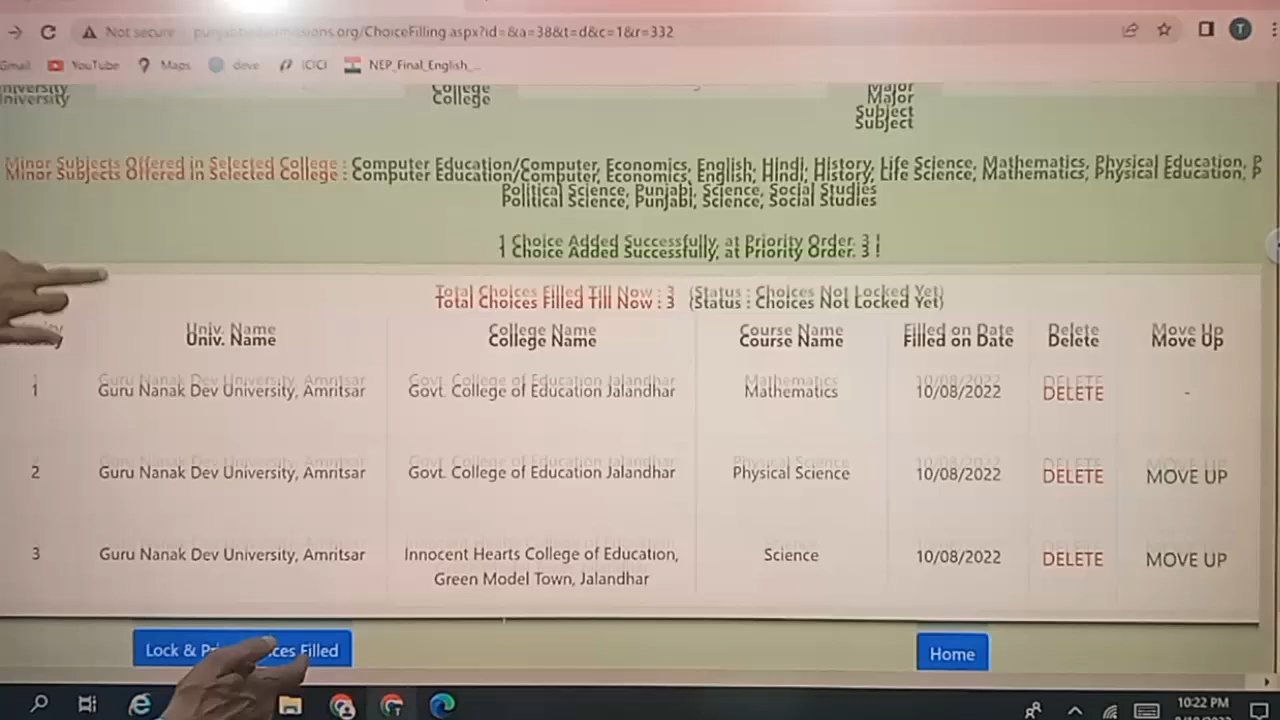 Not secure
ssions.org/ChoiceFilling.aspx?id=&a=38&t=d&c=1&r=332
T
Gmail YouTube Maps deve ICICI NEP_Final_English_...
University College Major
Subject
Minor Subjects Offered in Selected College : Computer Education/Computer, Economics, English, Hindi, History, Life Science, Mathematics, Physical Education, P
Political Science, Punjabi, Science, Social Studies
1 Choice Added Successfully, at Priority Order. 3 !
Total Choices Filled Till Now : 3 (Status : Choices Not Locked Yet)
Univ. Name College Name Course Name Filled on Date Delete Move Up
1 Guru Nanak Dev University, Amritsar Govt. College of Education Jalandhar Mathematics 10/08/2022 DELETE -
2 Guru Nanak Dev University, Amritsar Govt. College of Education Jalandhar Physical Science 10/08/2022 DELETE MOVE UP
3 Guru Nanak Dev University, Amritsar Innocent Hearts College of Education, Science 10/08/2022 DELETE MOVE UP
Green Model Town, Jalandhar
Lock & Filled Home
10:22 PM